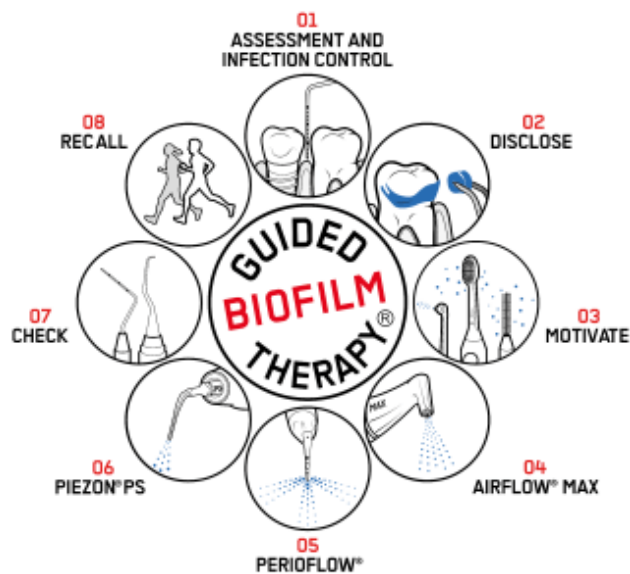 01
ASSESSMENT AND
INFECTION CONTROL
02
DISCLOSE
03
MOTIVATE
MAX
04
AIRFLOW® MAX
05
PERIOFLOW®
06
PIEZON® PS
07
CHECK
08
RECALL
GUIDED
BIOFILM
THERAPY®